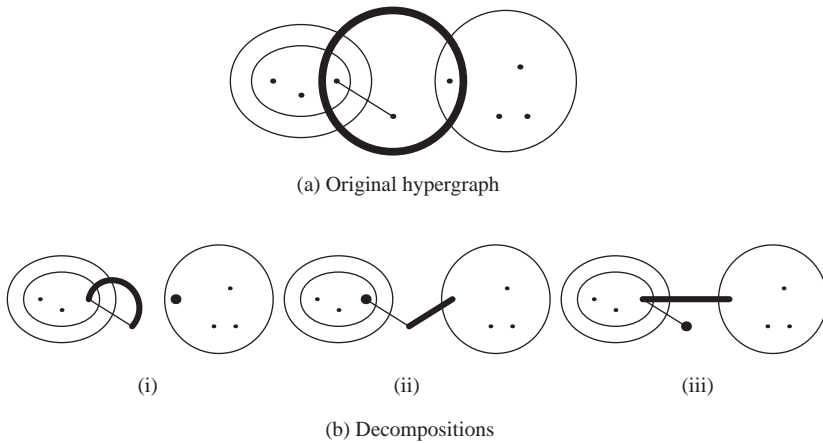 (a) Original hypergraph
(i)
(ii)
(iii)
(b) Decompositions